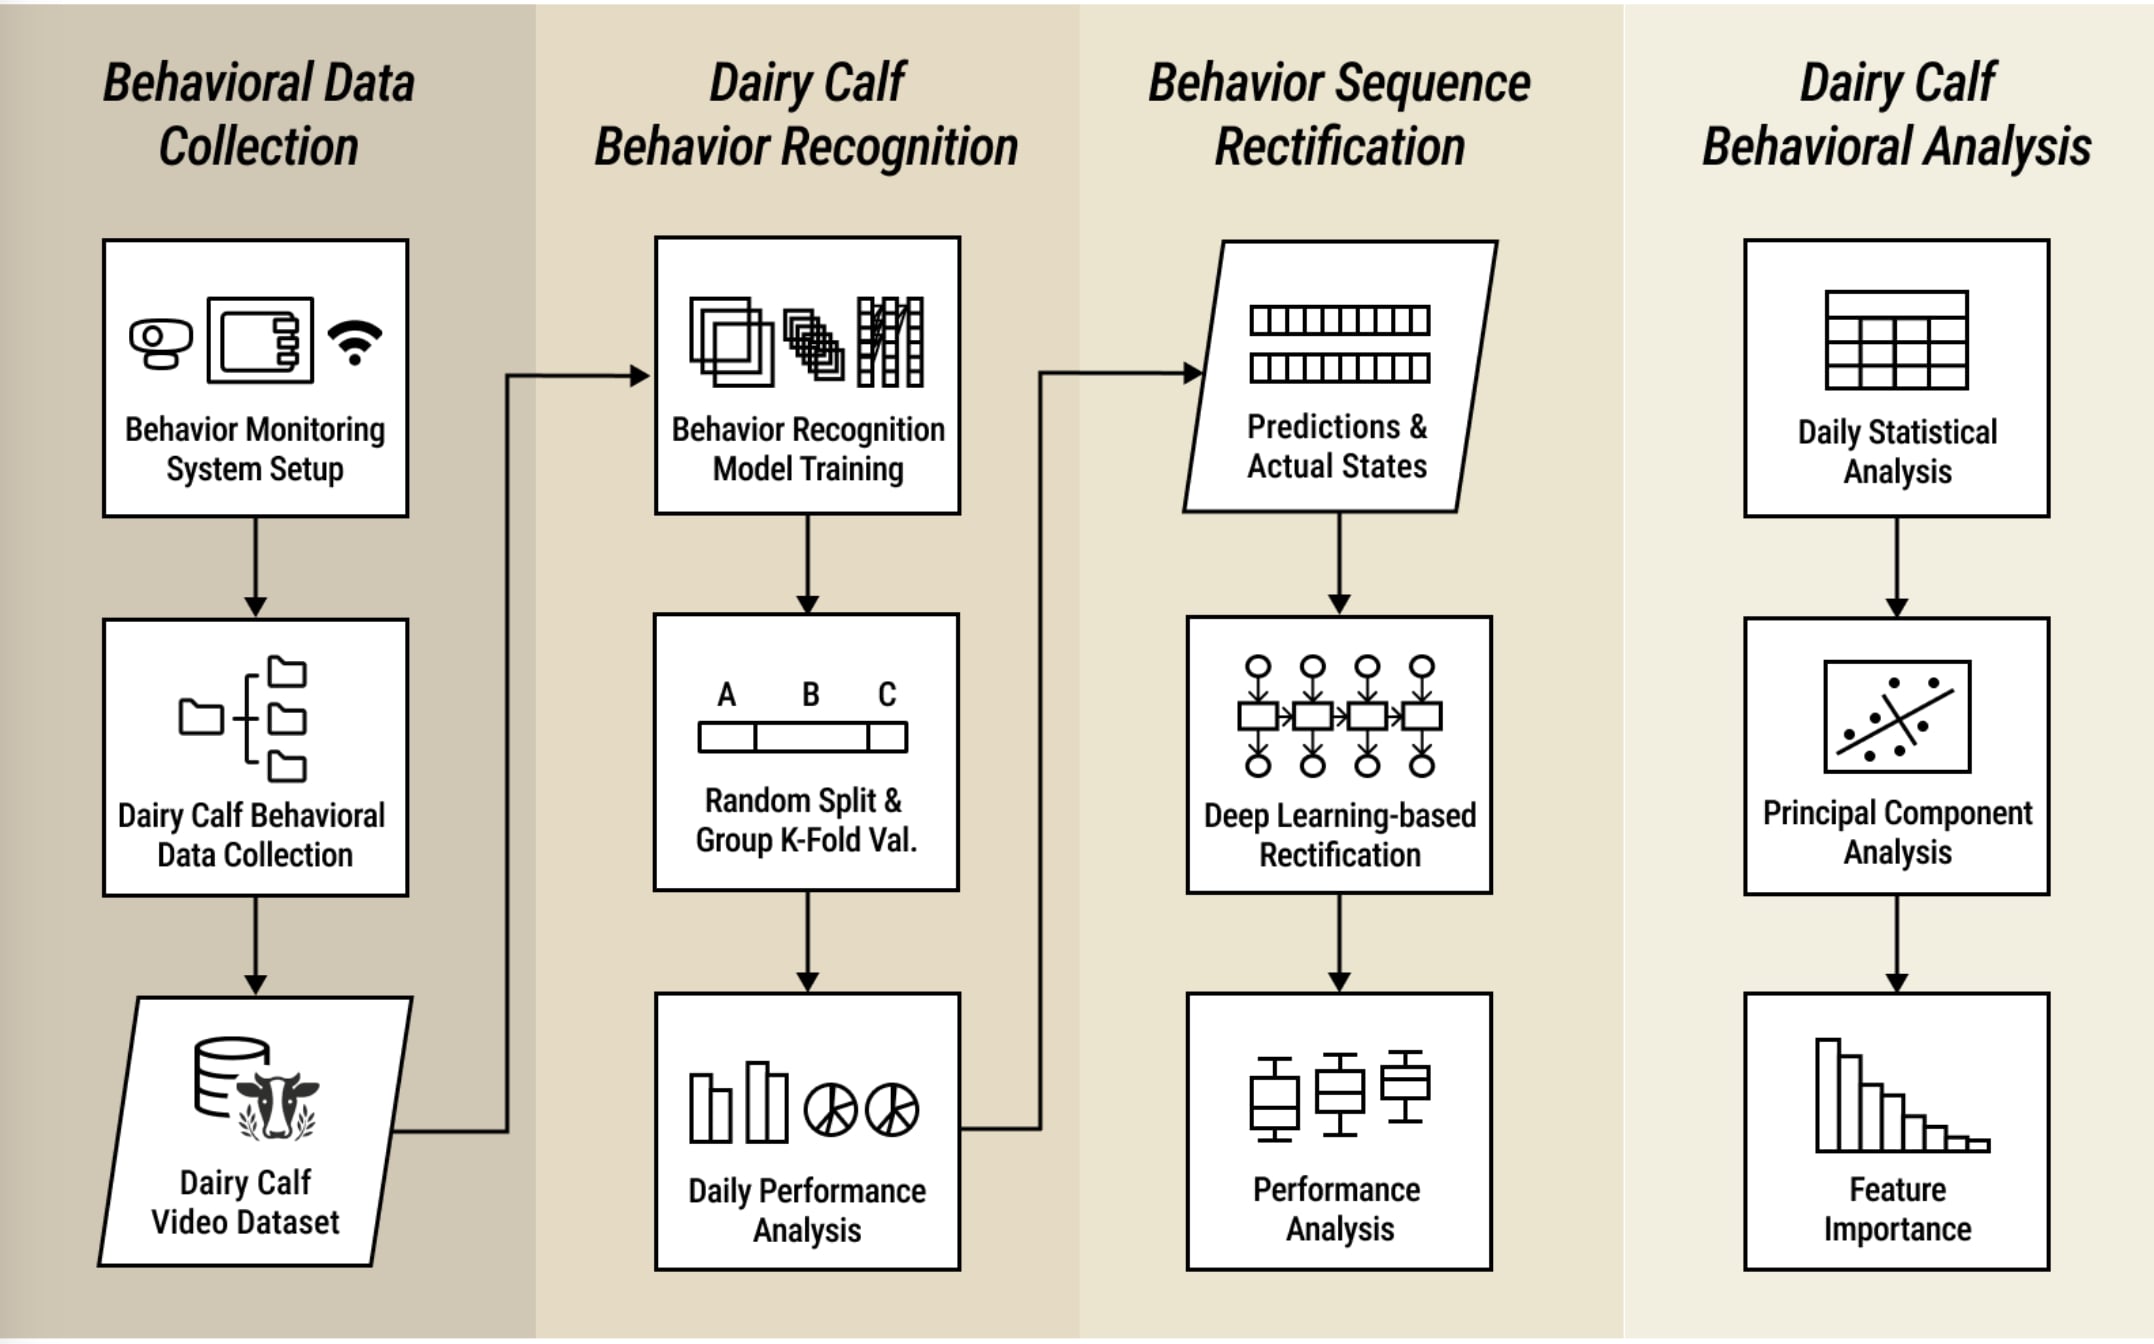 Behavioral Data
Collection
Behavior Monitoring
System Setup
Dairy Calf Behavioral
Data Collection
Dairy Calf
Video Dataset
Dairy Calf
Behavior Recognition
Behavior Recognition
Model Training
A B C
Random Split &
Group K-Fold Val.
Daily Performance
Analysis
Behavior Sequence
Rectification
Predictions &
Actual States
Deep Learning-based
Rectification
Performance
Analysis
Dairy Calf
Behavioral Analysis
Daily Statistical
Analysis
Principal Component
Analysis
Feature
Importance